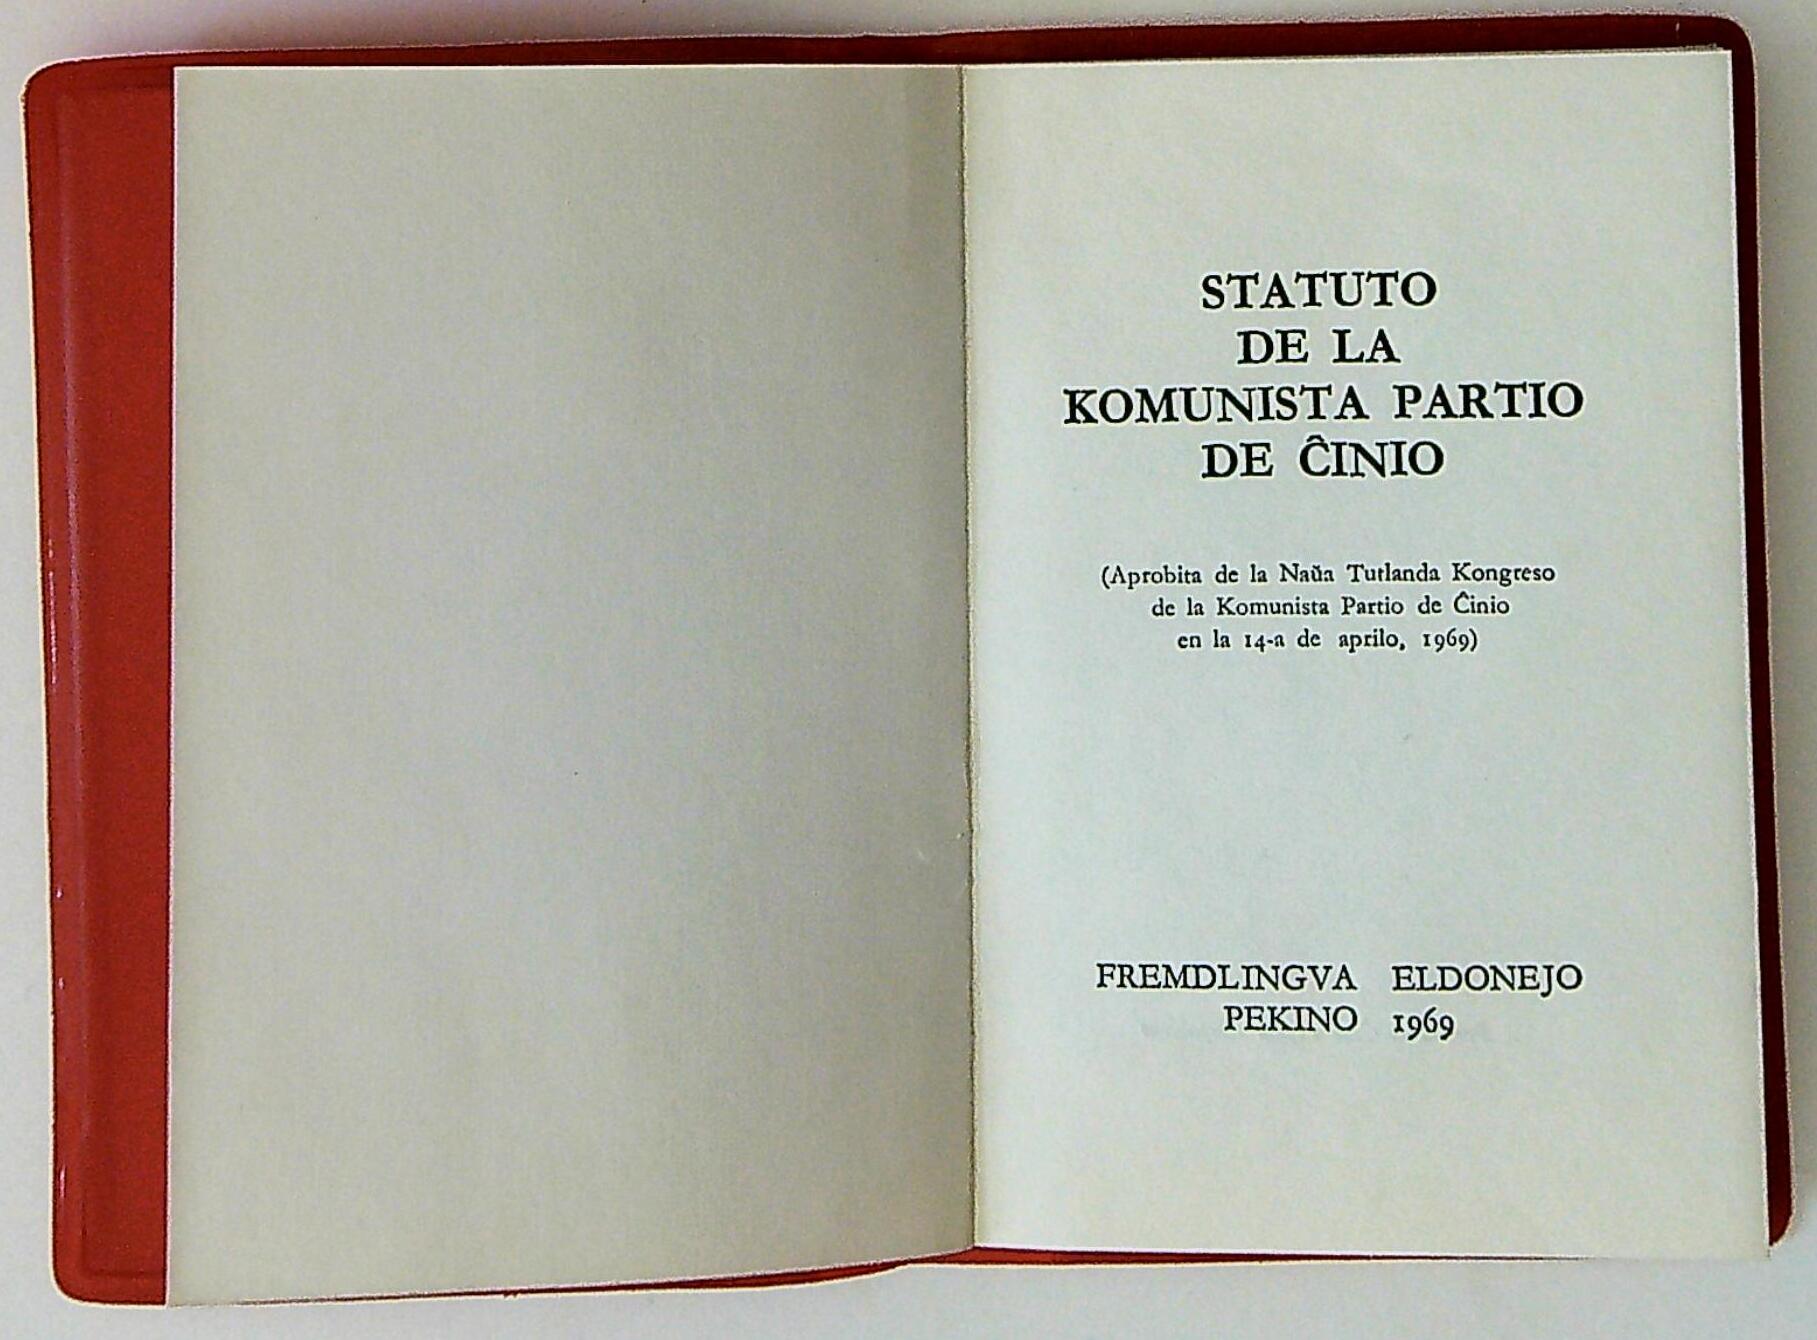 STATUTO
DE LA
KOMUNISTA PARTIO
DE ĈINIO
(Aprobita de la Naŭa Tutlanda Kongreso
de la Komunista Partio de Ĉinio
en la 14-a de aprilo, 1969)
FREMDLINGVA ELDONEJO
PEKINO 1969